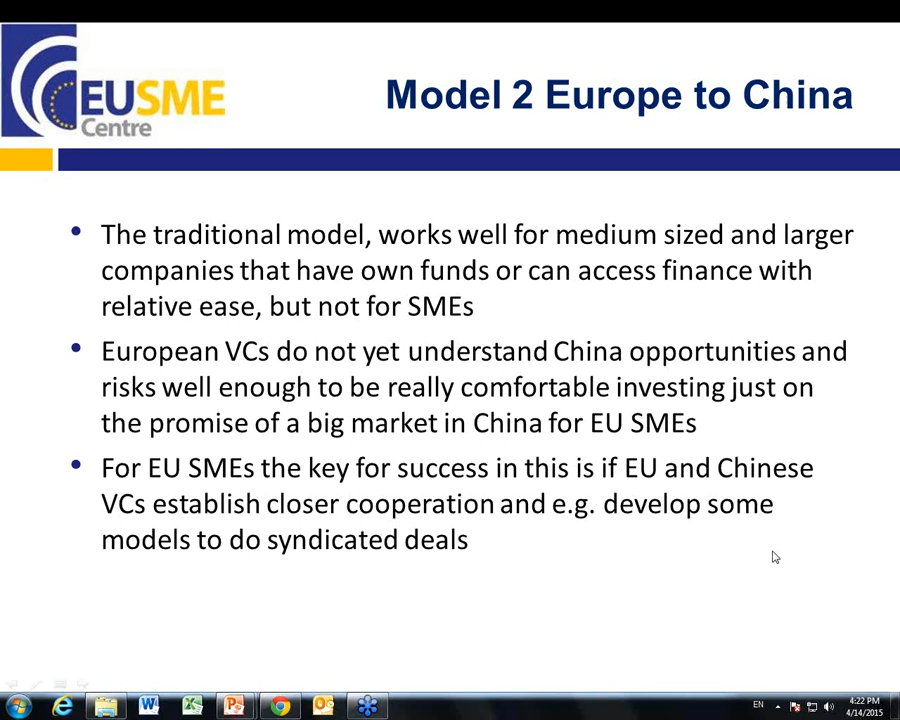 EUSME
Centre
Model 2 Europe to China
• The traditional model, works well for medium sized and larger
companies that have own funds or can access finance with
relative ease, but not for SMEs
• European VCs do not yet understand China opportunities and
risks well enough to be really comfortable investing just on
the promise of a big market in China for EU SMEs
• For EU SMEs the key for success in this is if EU and Chinese
VCs establish closer cooperation and e.g. develop some
models to do syndicated deals
EN
4:22 PM
4/14/2015